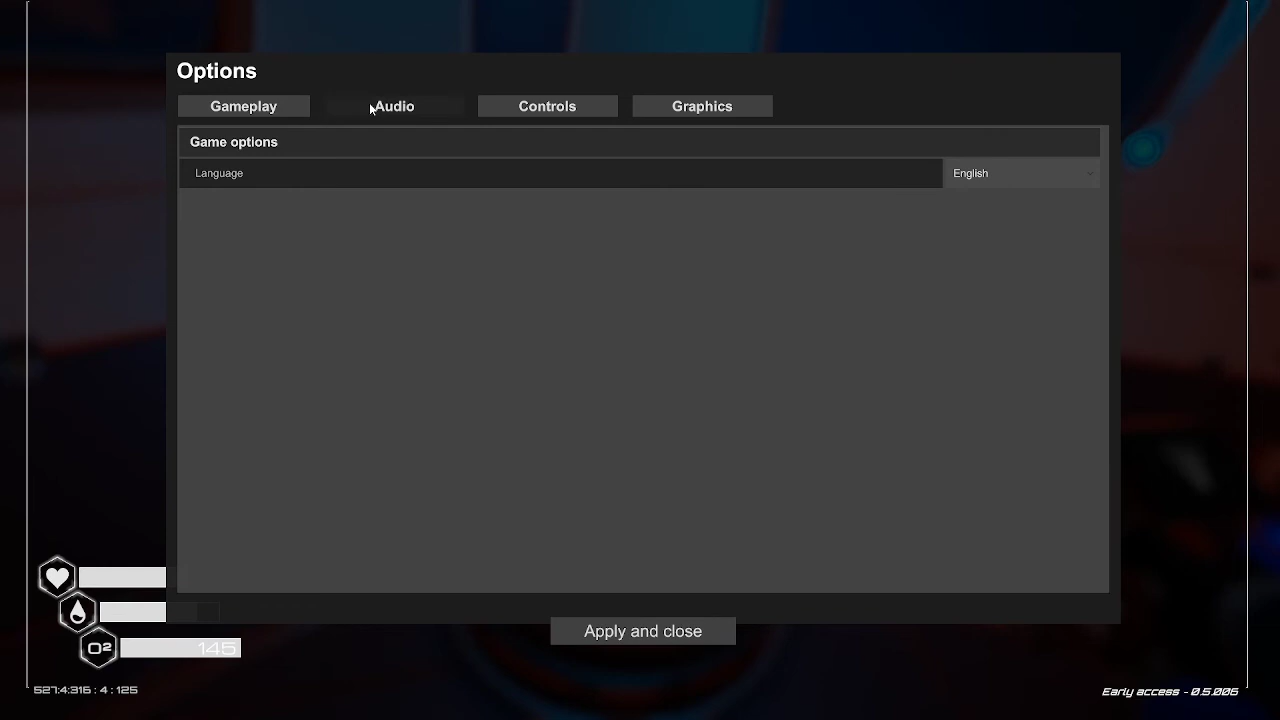 Options
Gameplay Audio Controls Graphics
Game options
Language English
145
Apply and close
527:4:316 : 4 : 125
Early access - 0.5.006